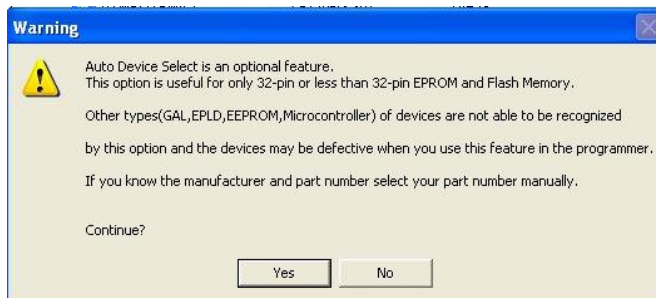 Warning
Auto Device Select is an optional feature.
This option is useful for only 32-pin or less than 32-pin EPROM and Flash Memory.
Other types(GAL,EPLD,EEPROM,Microcontroller) of devices are not able to be recognized
by this option and the devices may be defective when you use this feature in the programmer.
If you know the manufacturer and part number select your part number manually.
Continue?
Yes
No